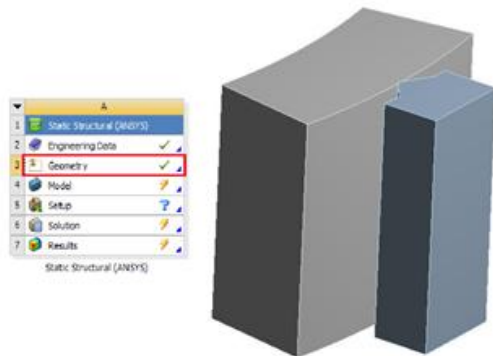 A
1 Static Structural (ANSYS)
2 Engineering Data
3 Geometry
4 Model
5 Setup
6 Solution
7 Results
Static Structural (ANSYS)